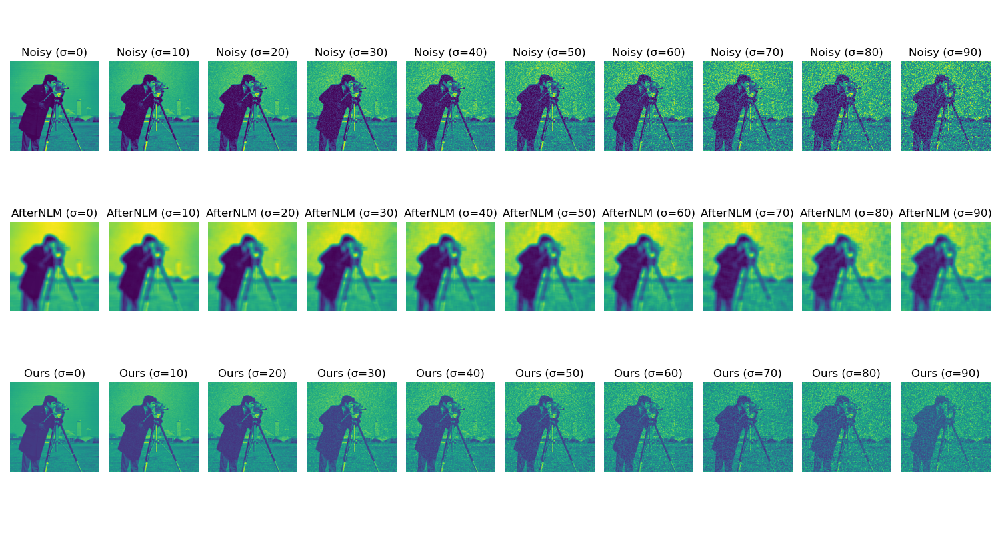 Noisy (σ=0) Noisy (σ=10) Noisy (σ=20) Noisy (σ=30) Noisy (σ=40) Noisy (σ=50) Noisy (σ=60) Noisy (σ=70) Noisy (σ=80) Noisy (σ=90)
AfterNLM (σ=0) AfterNLM (σ=10) AfterNLM (σ=20) AfterNLM (σ=30) AfterNLM (σ=40) AfterNLM (σ=50) AfterNLM (σ=60) AfterNLM (σ=70) AfterNLM (σ=80) AfterNLM (σ=90)
Ours (σ=0) Ours (σ=10) Ours (σ=20) Ours (σ=30) Ours (σ=40) Ours (σ=50) Ours (σ=60) Ours (σ=70) Ours (σ=80) Ours (σ=90)